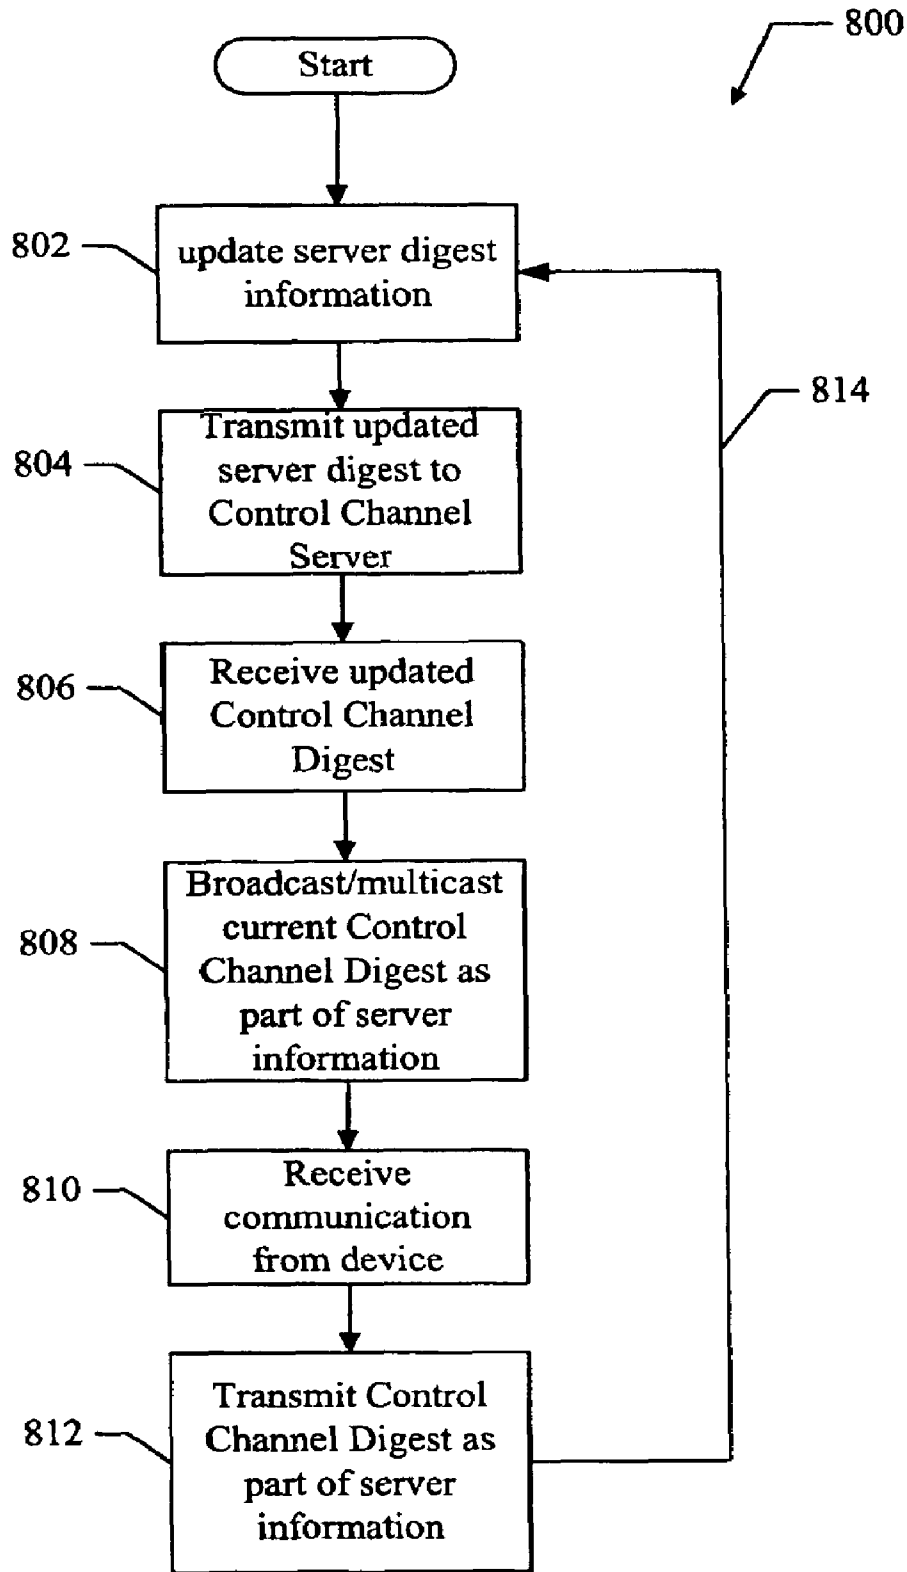 800
Start
802
update server digest
information
814
804
Transmit updated
server digest to
Control Channel
Server
806
Receive updated
Control Channel
Digest
808
Broadcast/multicast
current Control
Channel Digest as
part of server
information
810
Receive
communication
from device
812
Transmit Control
Channel Digest as
part of server
information